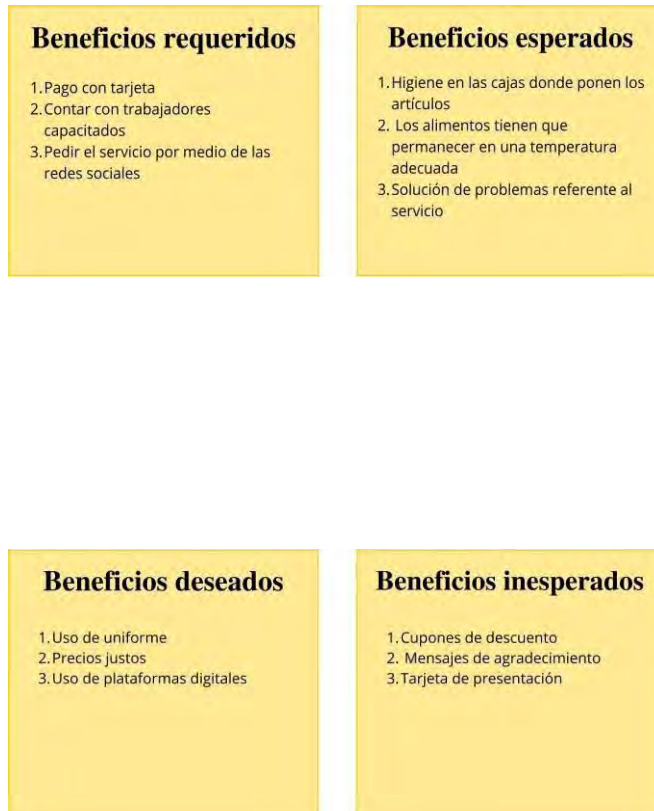 Beneficios requeridos
1.Pago con tarjeta
2.Contar con trabajadores
capacitados
3.Pedir el servicio por medio de las
redes sociales
Beneficios esperados
1.Higiene en las cajas donde ponen los
artículos
2. Los alimentos tienen que
permanecer en una temperatura
adecuada
3.Solución de problemas referente al
servicio
Beneficios deseados
1.Uso de uniforme
2.Precios justos
3.Uso de plataformas digitales
Beneficios inesperados
1.Cupones de descuento
2. Mensajes de agradecimiento
3.Tarjeta de presentación